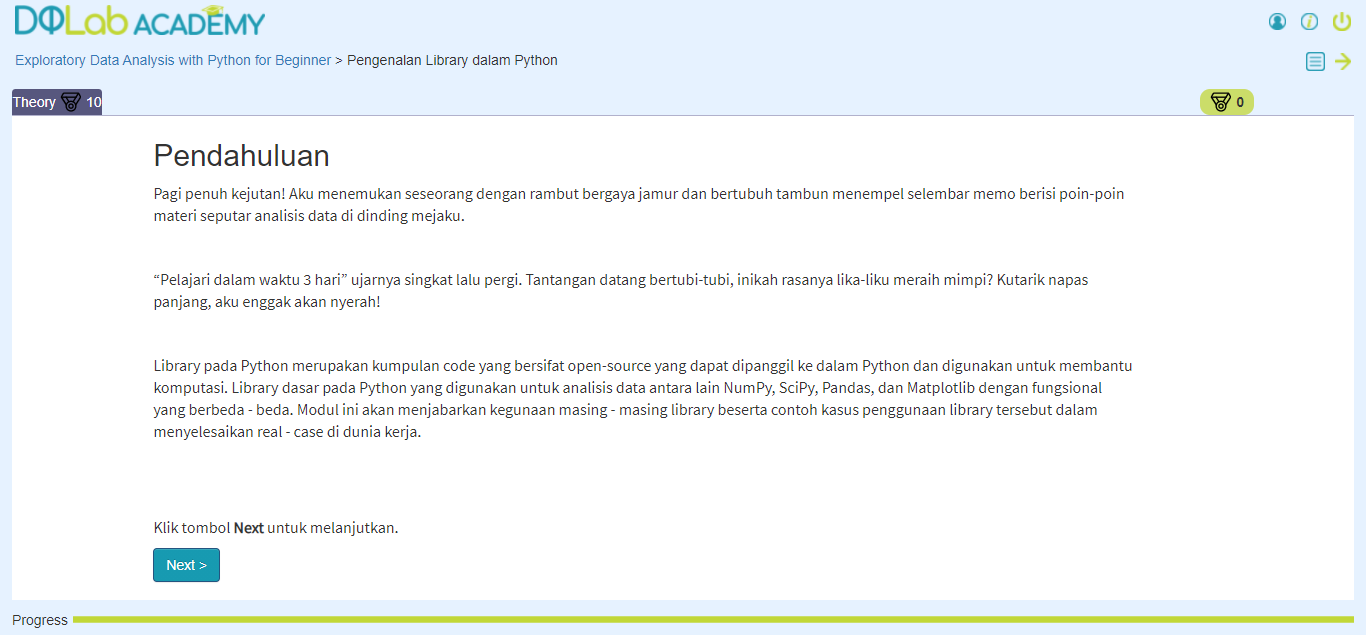 DQLab ACADEMY
Exploratory Data Analysis with Python for Beginner > Pengenalan Library dalam Python
Theory 10
0
Pendahuluan
Pagi penuh kejutan! Aku menemukan seseorang dengan rambut bergaya jamur dan bertubuh tambun menempel selembar memo berisi poin-poin
materi seputar analisis data di dinding mejaku.
“Pelajari dalam waktu 3 hari” ujarnya singkat lalu pergi. Tantangan datang bertubi-tubi, inikah rasanya lika-liku meraih mimpi? Kutarik napas
panjang, aku enggak akan nyerah!
Library pada Python merupakan kumpulan code yang bersifat open-source yang dapat dipanggil ke dalam Python dan digunakan untuk membantu
komputasi. Library dasar pada Python yang digunakan untuk analisis data antara lain NumPy, SciPy, Pandas, dan Matplotlib dengan fungsional
yang berbeda - beda. Modul ini akan menjabarkan kegunaan masing - masing library beserta contoh kasus penggunaan library tersebut dalam
menyelesaikan real - case di dunia kerja.
Klik tombol Next untuk melanjutkan.
Next >
Progress